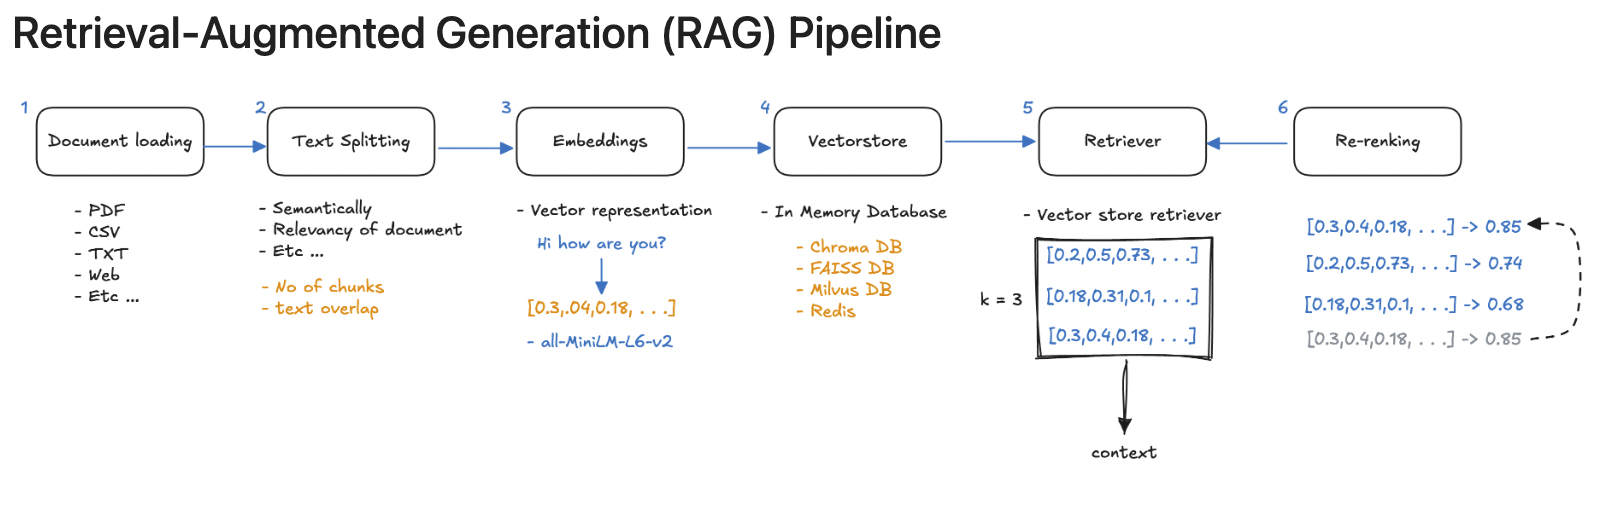 Retrieval-Augmented Generation (RAG) Pipeline
1
Document loading
- PDF
- CSV
- TXT
- Web
- Etc ...
2
Text Splitting
- Semantically
- Relevancy of document
- Etc ...
- No of chunks
- text overlap
3
Embeddings
- Vector representation
Hi how are you?
[0.3,.04,0.18, . . .]
- all-MiniLM-L6-v2
4
Vectorstore
- In Memory Database
- Chroma DB
- FAISS DB
- Milvus DB
- Redis
5
Retriever
- Vector store retriever
k = 3
[0.2,0.5,0.73, . . .]
[0.18,0.31,0.1, . . .]
[0.3,0.4,0.18, . . .]
context
6
Re-renking
[0.3,0.4,0.18, . . .] -> 0.85
[0.2,0.5,0.73, . . .] -> 0.74
[0.18,0.31,0.1, . . .] -> 0.68
[0.3,0.4,0.18, . . .] -> 0.85